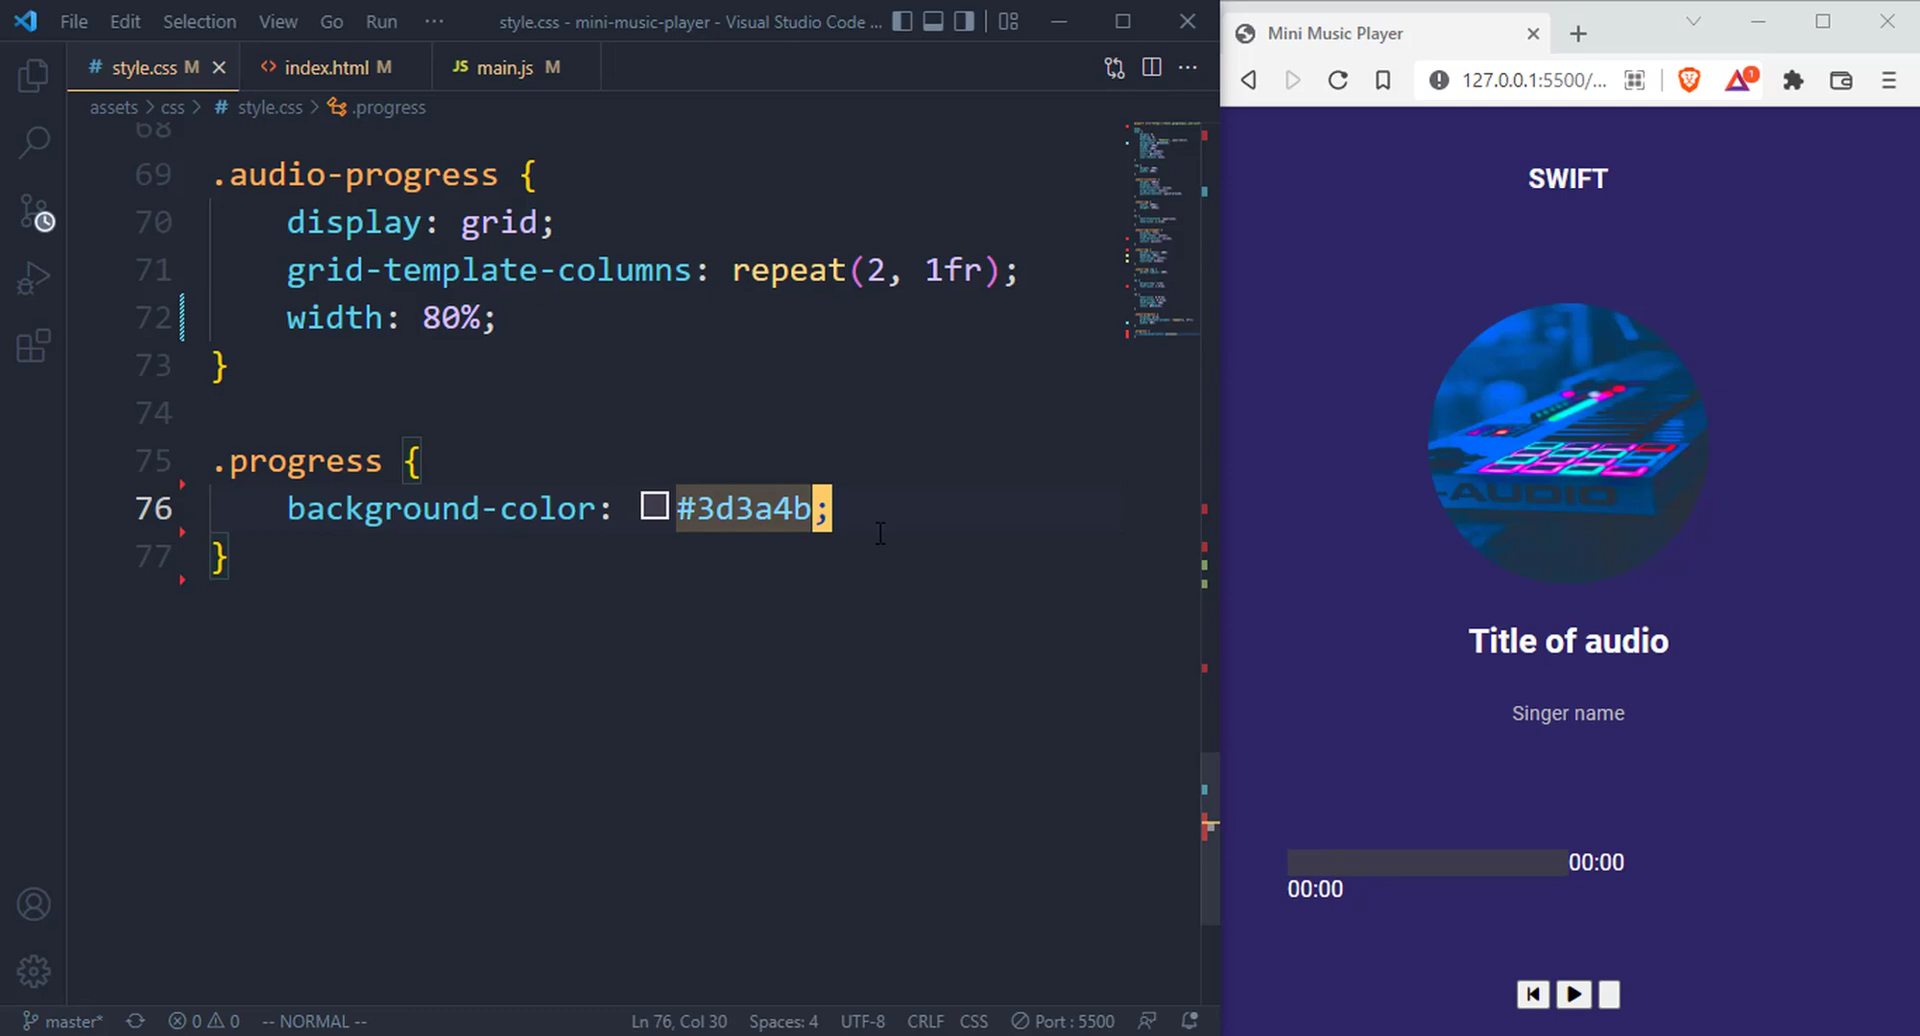 File Edit Selection View Go Run ··· style.css - mini-music-player - Visual Studio Code ...
# style.css M
<> index.html M
JS main.js M
assets > css > # style.css > .progress
68
69 .audio-progress {
70 display: grid;
71 grid-template-columns: repeat(2, 1fr);
72 width: 80%;
73 }
74
75 .progress {
76 background-color: #3d3a4b;
77 }
master* 0 0 -- NORMAL -- Ln 76, Col 30 Spaces: 4 UTF-8 CRLF CSS Port : 5500
Mini Music Player
127.0.0.1:5500/...
1
SWIFT
-AUDIO
Title of audio
Singer name
00:00
00:00